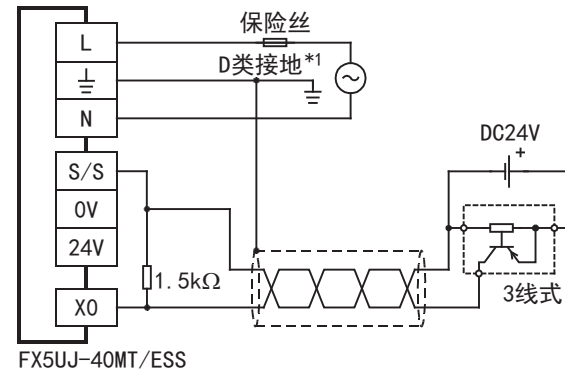 保险丝
L
D类接地*1
N
DC24V
+
S/S
0V
24V
1.5kΩ
X0
3线式
FX5UJ-40MT/ESS